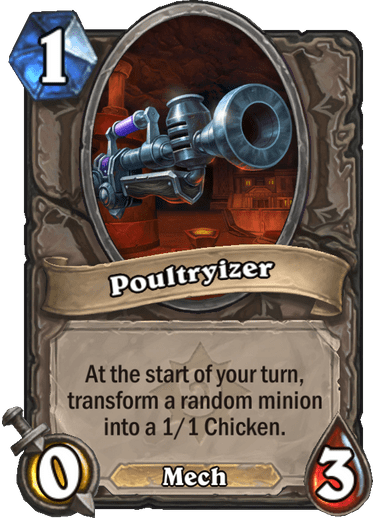 1
Poultryizer
At the start of your turn,
transform a random minion
into a 1/1 Chicken.
0
Mech
3